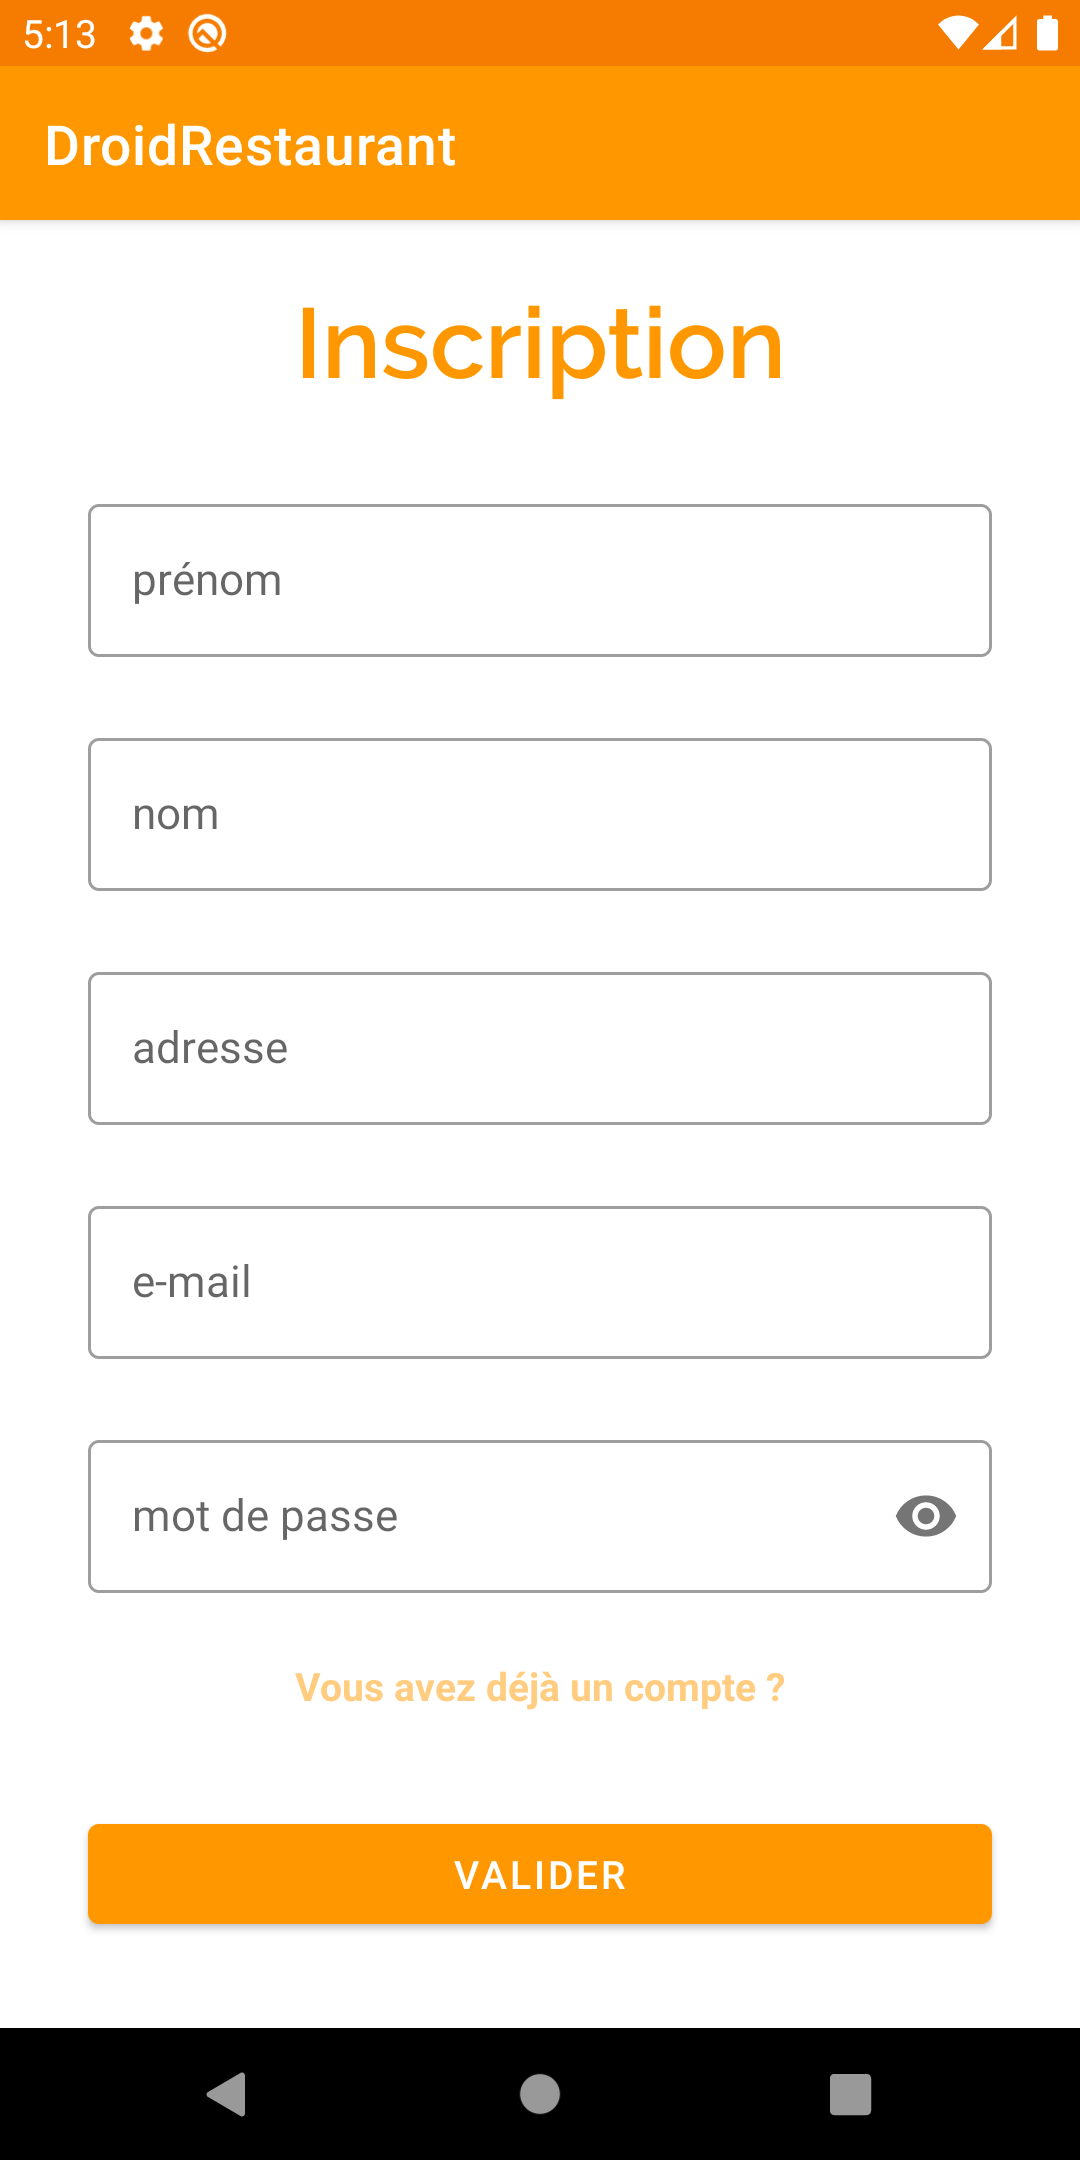 5:13
DroidRestaurant
Inscription
prénom
nom
adresse
e-mail
mot de passe
Vous avez déjà un compte ?
VALIDER